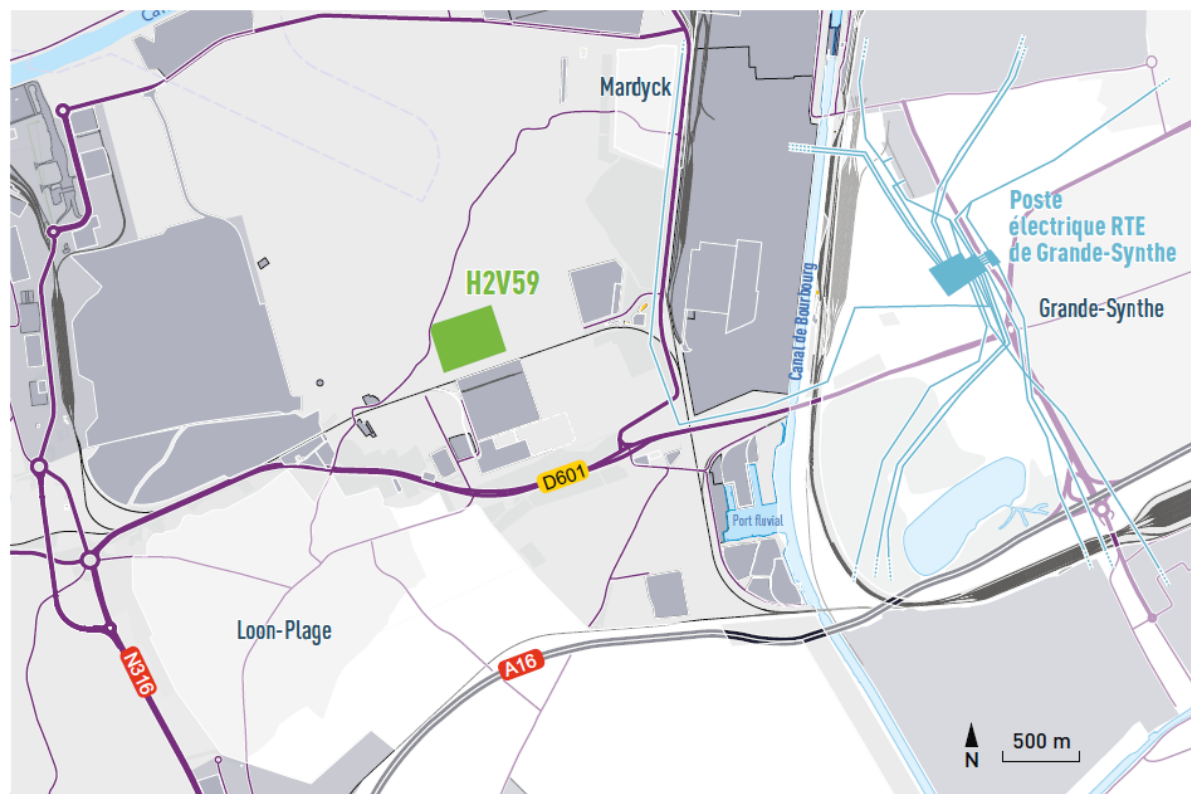 Mardyck
H2V59
Poste
électrique RTE
de Grande-Synthe
Grande-Synthe
Canal de Bourbourg
D601
Port fluvial
Loon-Plage
N316
A16
N
500 m